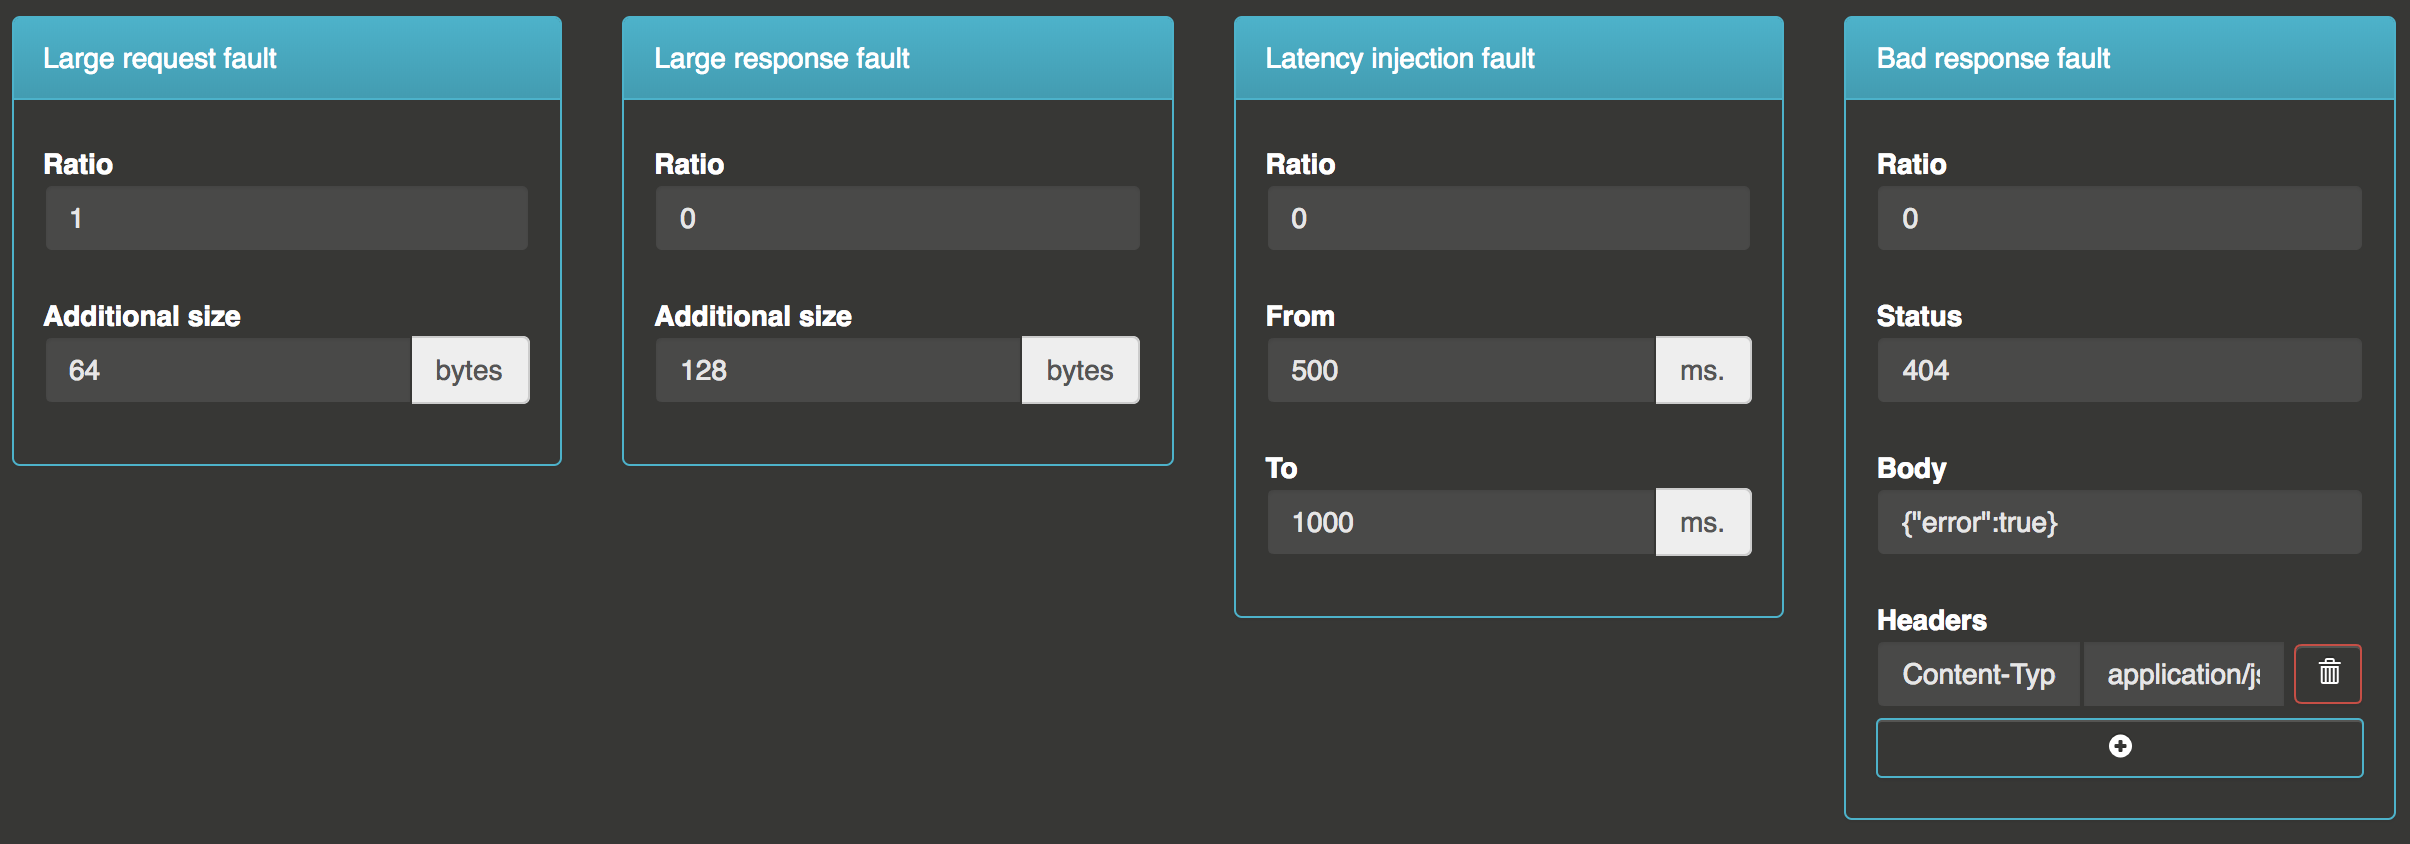 Large request fault
Ratio
1
Additional size
64 bytes
Large response fault
Ratio
0
Additional size
128 bytes
Latency injection fault
Ratio
0
From
500 ms.
To
1000 ms.
Bad response fault
Ratio
0
Status
404
Body
{"error":true}
Headers
Content-Typ application/js